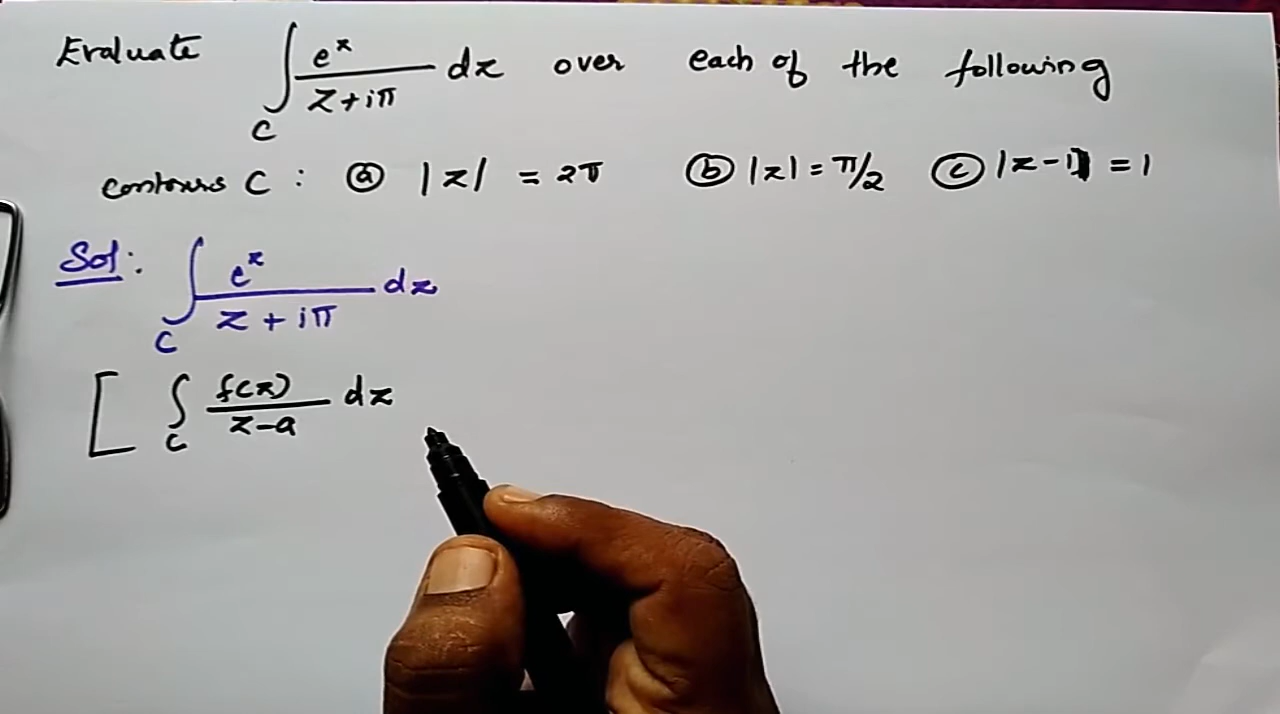 Evaluate ∫_C e^z/(z+iπ) dz over each of the following
contours C : ⓐ |z| = 2π ⓑ |z| = π/2 ⓒ |z-1| = 1
Sol: ∫_C e^z/(z+iπ) dz
[ ∫_C f(z)/(z-a) dz